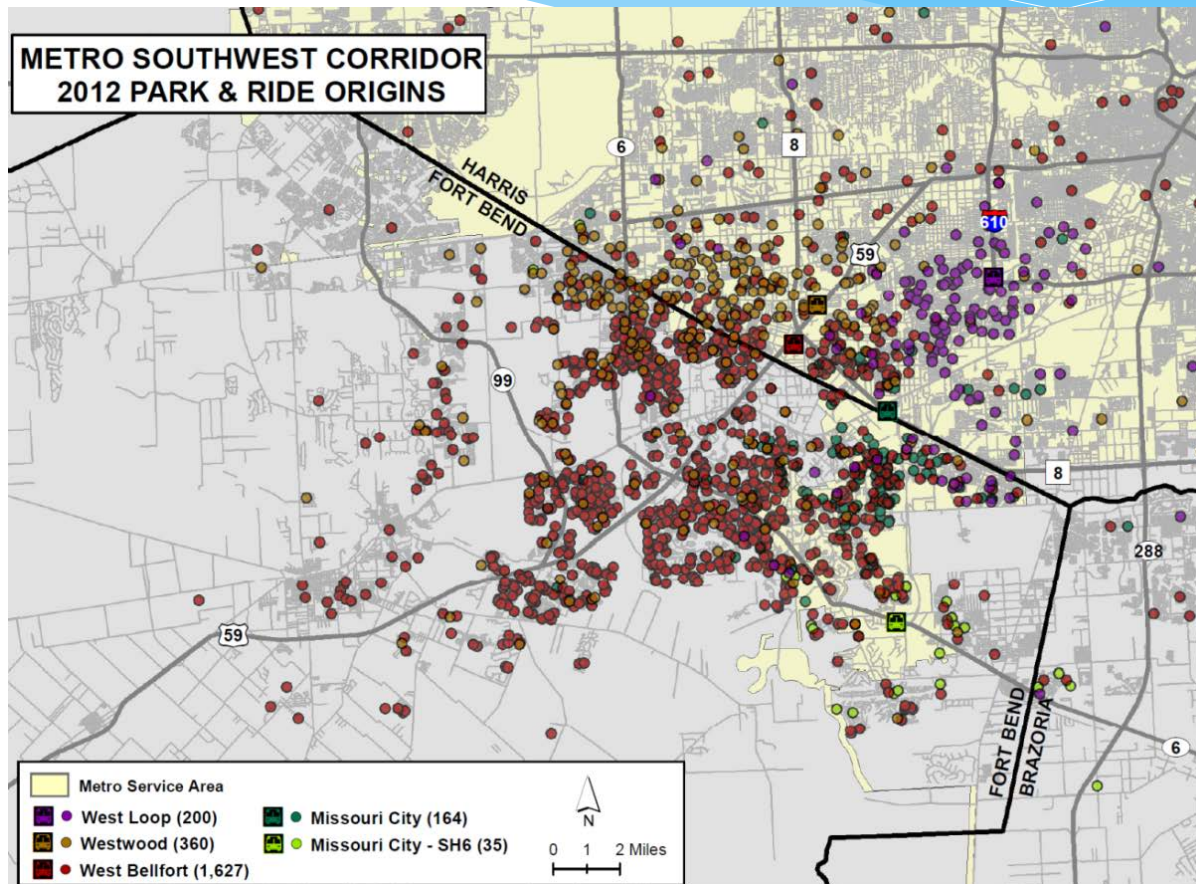 METRO SOUTHWEST CORRIDOR
2012 PARK & RIDE ORIGINS
6
8
HARRIS
FORT BEND
610
59
99
8
288
59
FORT BEND
BRAZORIA
6
Metro Service Area
West Loop (200)
Westwood (360)
West Bellfort (1,627)
Missouri City (164)
Missouri City - SH6 (35)
N
0 1 2 Miles